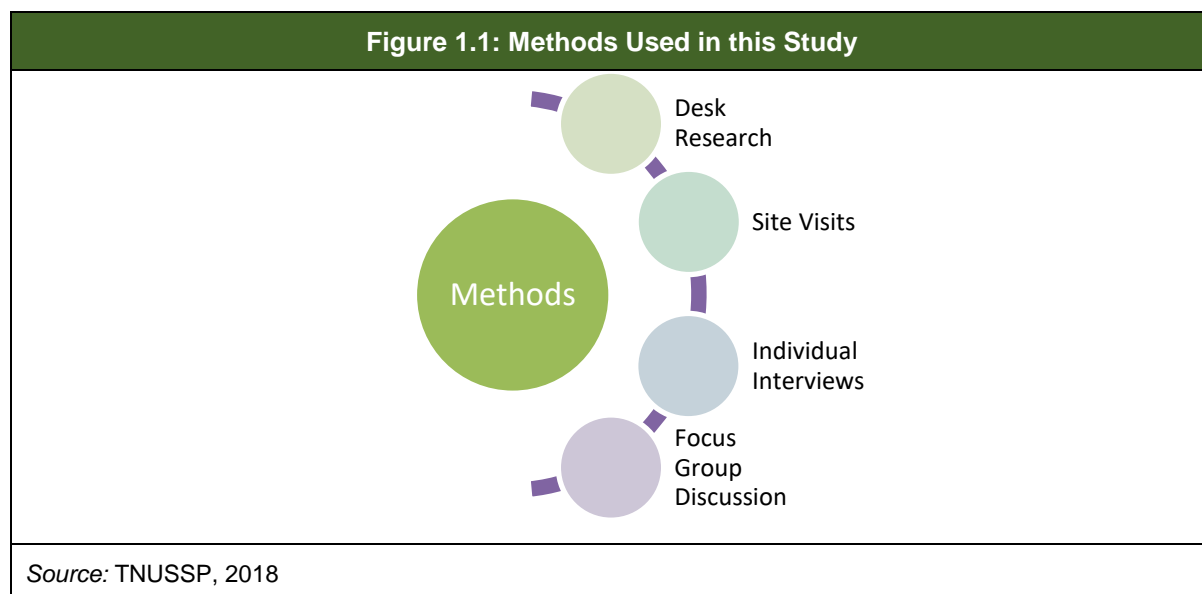 Figure 1.1: Methods Used in this Study
Desk
Research
Site Visits
Methods
Individual
Interviews
Focus
Group
Discussion
Source: TNUSSP, 2018